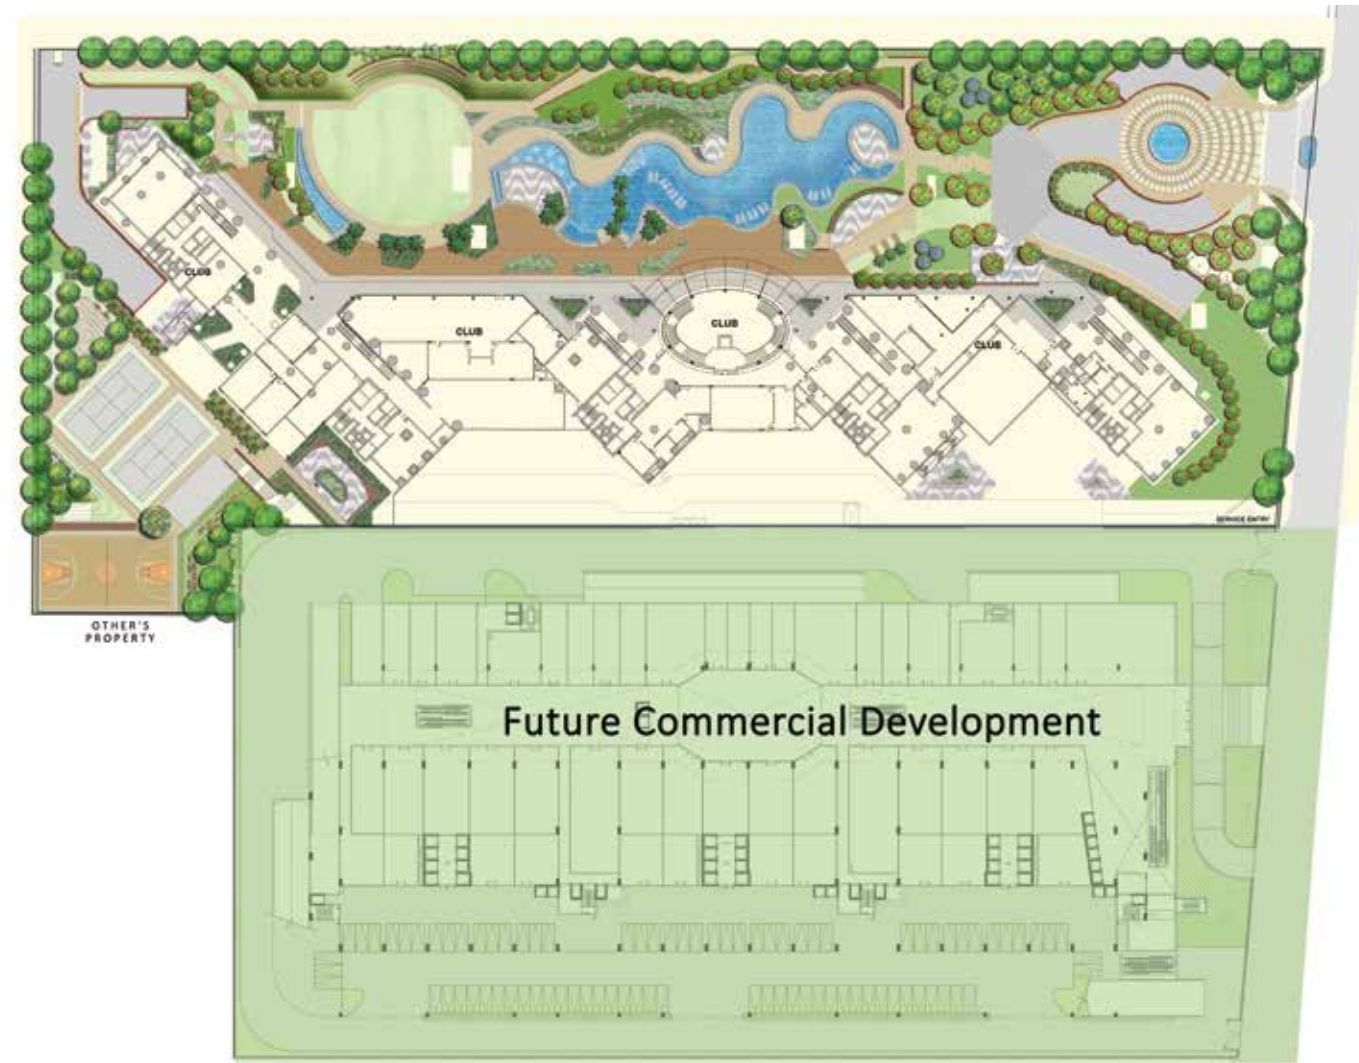 CLUB
CLUB
CLUB
CLUB
SERVICE ENTRY
OTHER'S
PROPERTY
Future Commercial Development